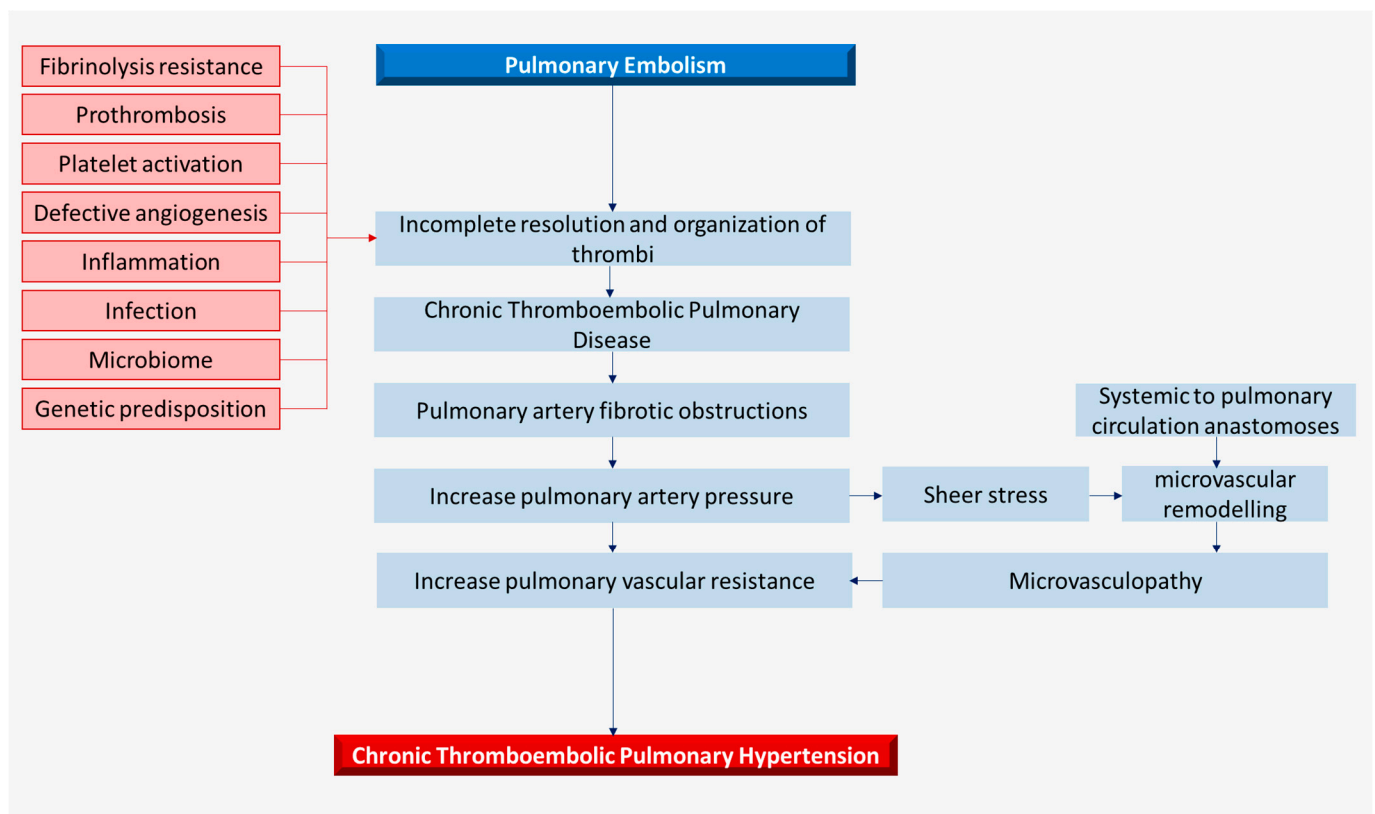 Fibrinolysis resistance
Prothrombosis
Platelet activation
Defective angiogenesis
Inflammation
Infection
Microbiome
Genetic predisposition
Pulmonary Embolism
Incomplete resolution and organization of
thrombi
Chronic Thromboembolic Pulmonary
Disease
Pulmonary artery fibrotic obstructions
Increase pulmonary artery pressure
Sheer stress
Systemic to pulmonary
circulation anastomoses
microvascular
remodelling
Increase pulmonary vascular resistance
Microvasculopathy
Chronic Thromboembolic Pulmonary Hypertension